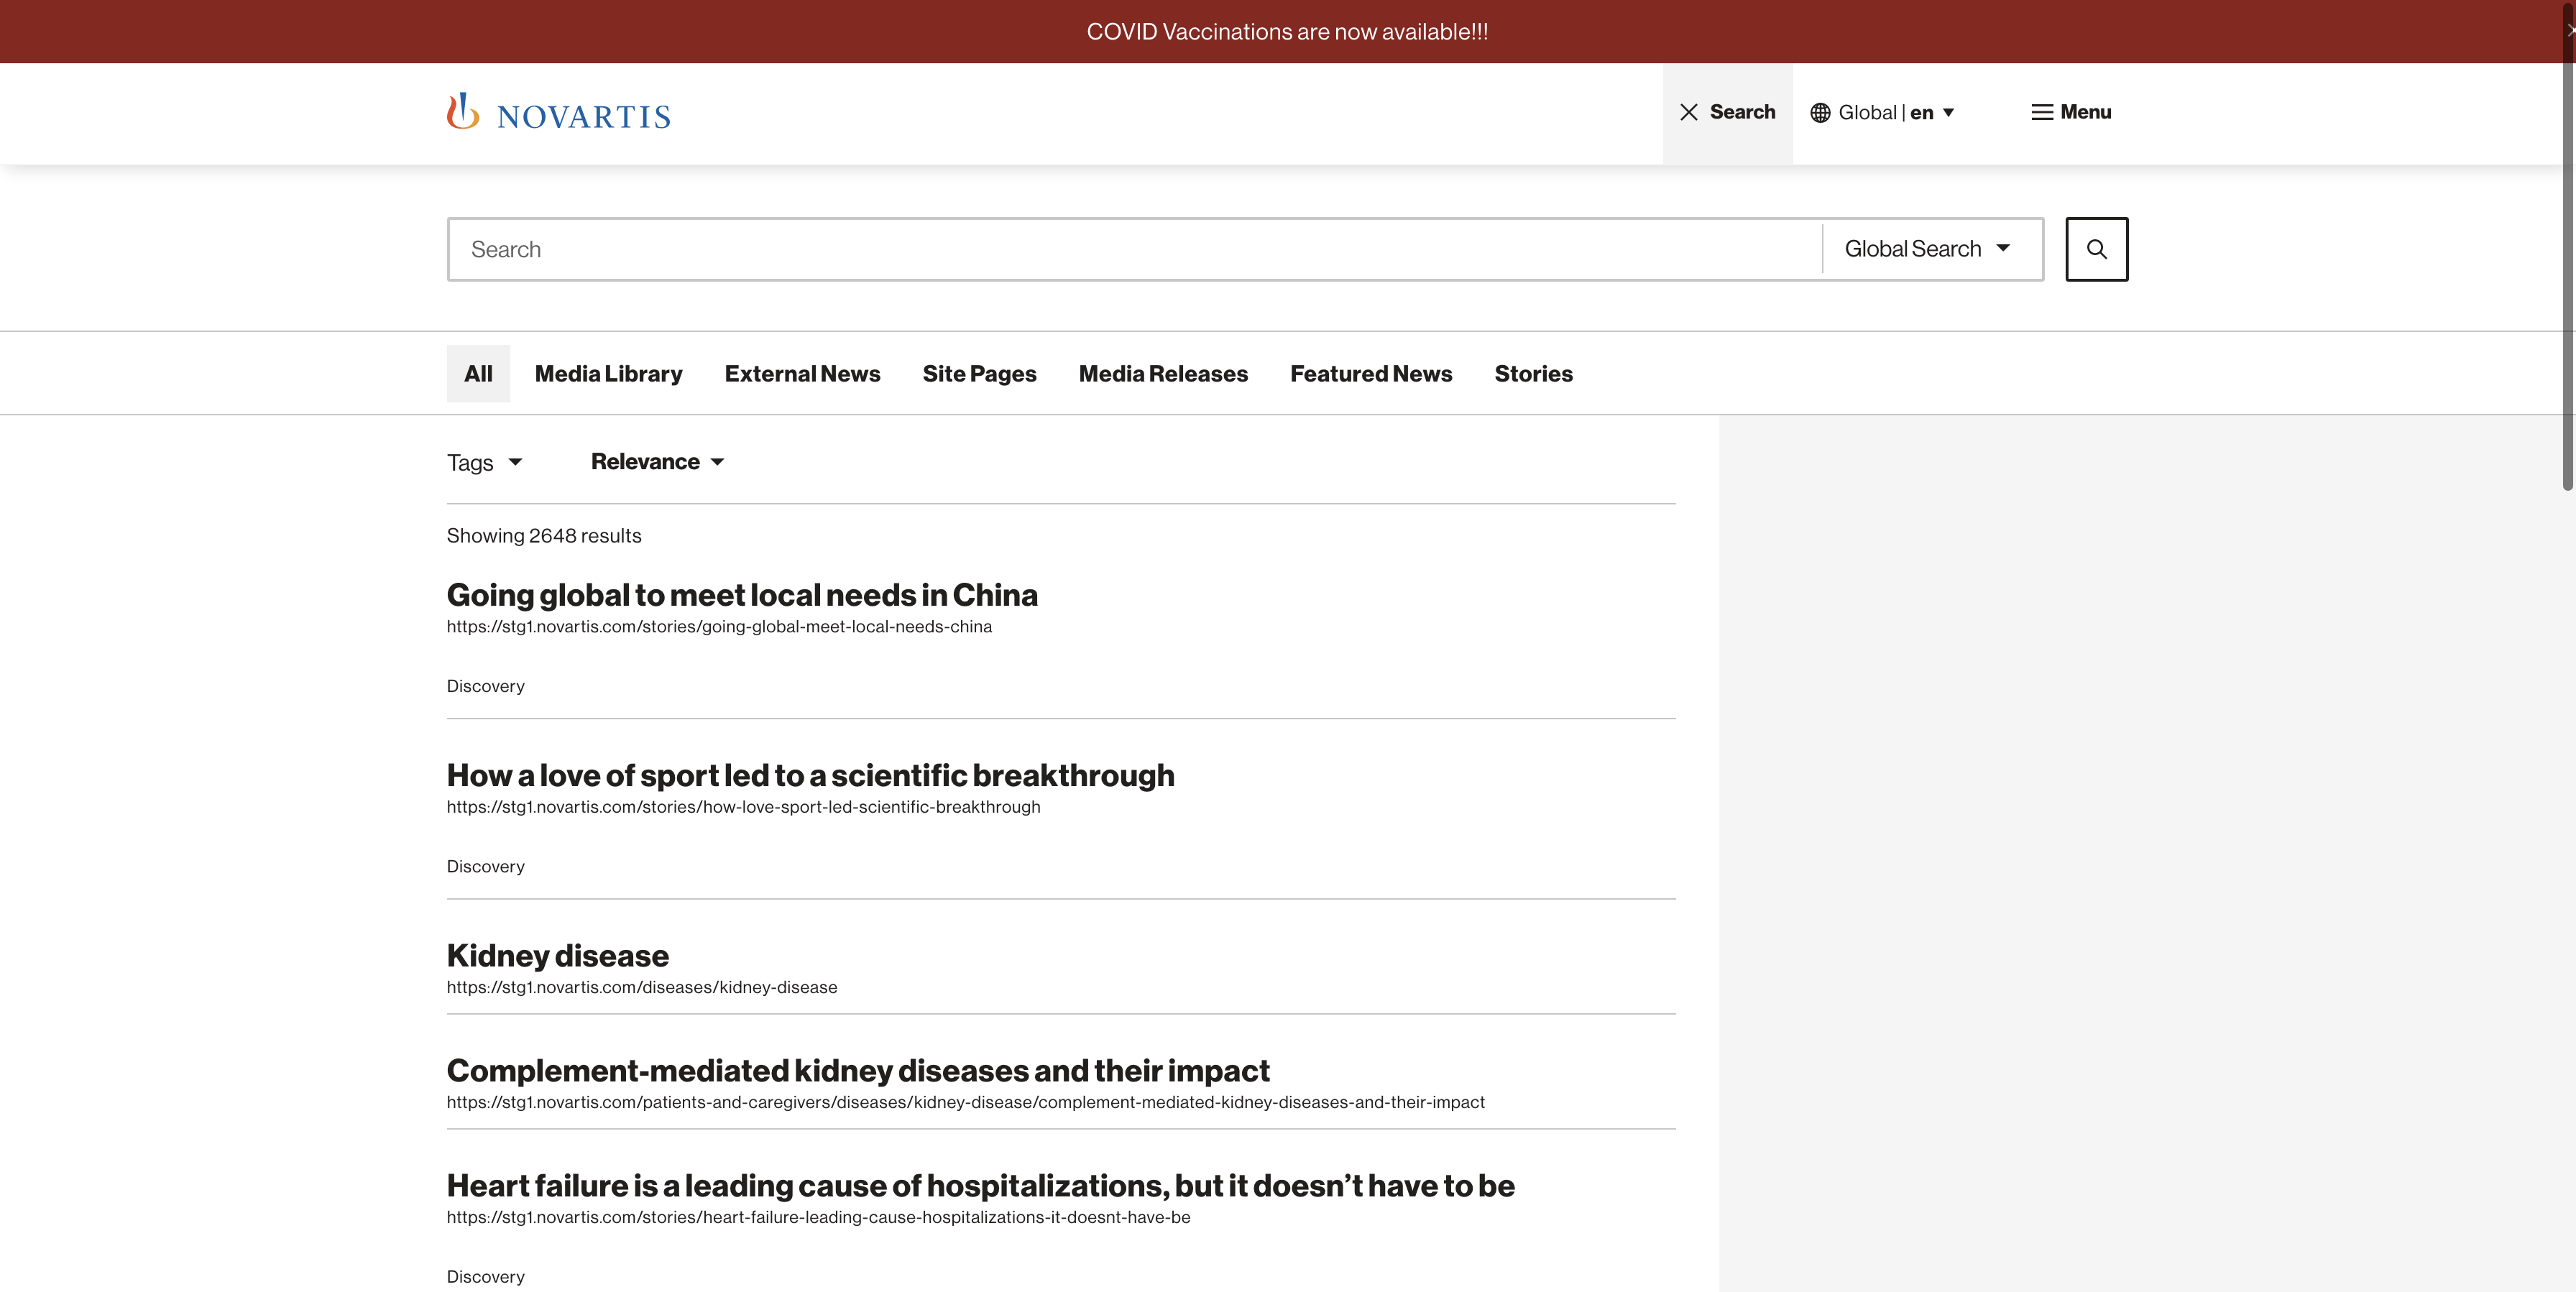 COVID Vaccinations are now available!!!
NOVARTIS
Search
Global | en
Menu
Search
Global Search
All
Media Library
External News
Site Pages
Media Releases
Featured News
Stories
Tags
Relevance
Showing 2648 results
Going global to meet local needs in China
https://stg1.novartis.com/stories/going-global-meet-local-needs-china
Discovery
How a love of sport led to a scientific breakthrough
https://stg1.novartis.com/stories/how-love-sport-led-scientific-breakthrough
Discovery
Kidney disease
https://stg1.novartis.com/diseases/kidney-disease
Complement-mediated kidney diseases and their impact
https://stg1.novartis.com/patients-and-caregivers/diseases/kidney-disease/complement-mediated-kidney-diseases-and-their-impact
Heart failure is a leading cause of hospitalizations, but it doesn’t have to be
https://stg1.novartis.com/stories/heart-failure-leading-cause-hospitalizations-it-doesnt-have-be
Discovery